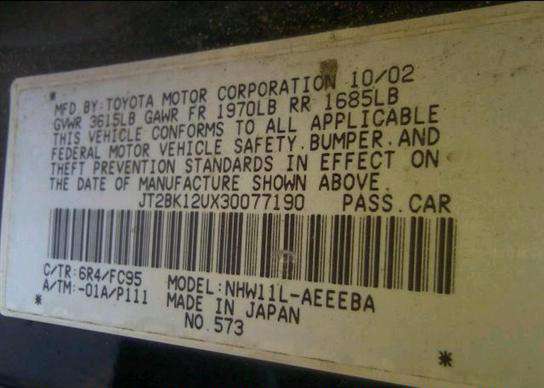 MFD BY:TOYOTA MOTOR CORPORATION 10/02
GVWR 3615LB GAWR FR 1970LB RR 1685LB
THIS VEHICLE CONFORMS TO ALL APPLICABLE
FEDERAL MOTOR VEHICLE SAFETY, BUMPER, AND
THEFT PREVENTION STANDARDS IN EFFECT ON
THE DATE OF MANUFACTURE SHOWN ABOVE.
JT2BK12UX30077190 PASS.CAR
C/TR:6R4/FC95 MODEL:NHW11L-AEEEBA
A/TM:-01A/P111 MADE IN JAPAN
NO.573